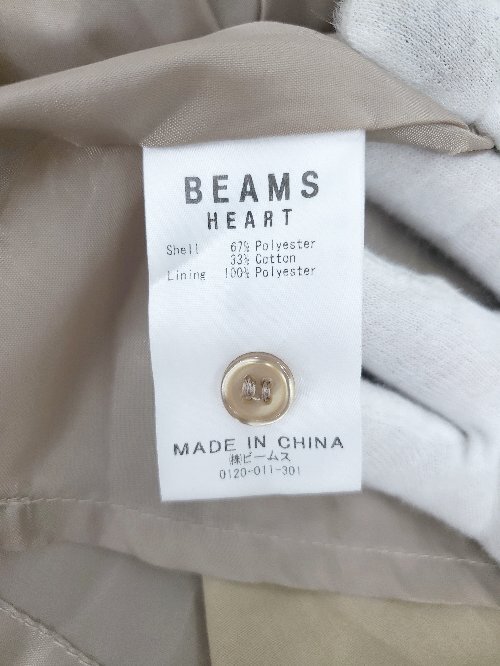 BEAMS
HEART
Shell 67% Polyester
33% Cotton
Lining 100% Polyester
MADE IN CHINA
㈱ビームス
0120-011-301